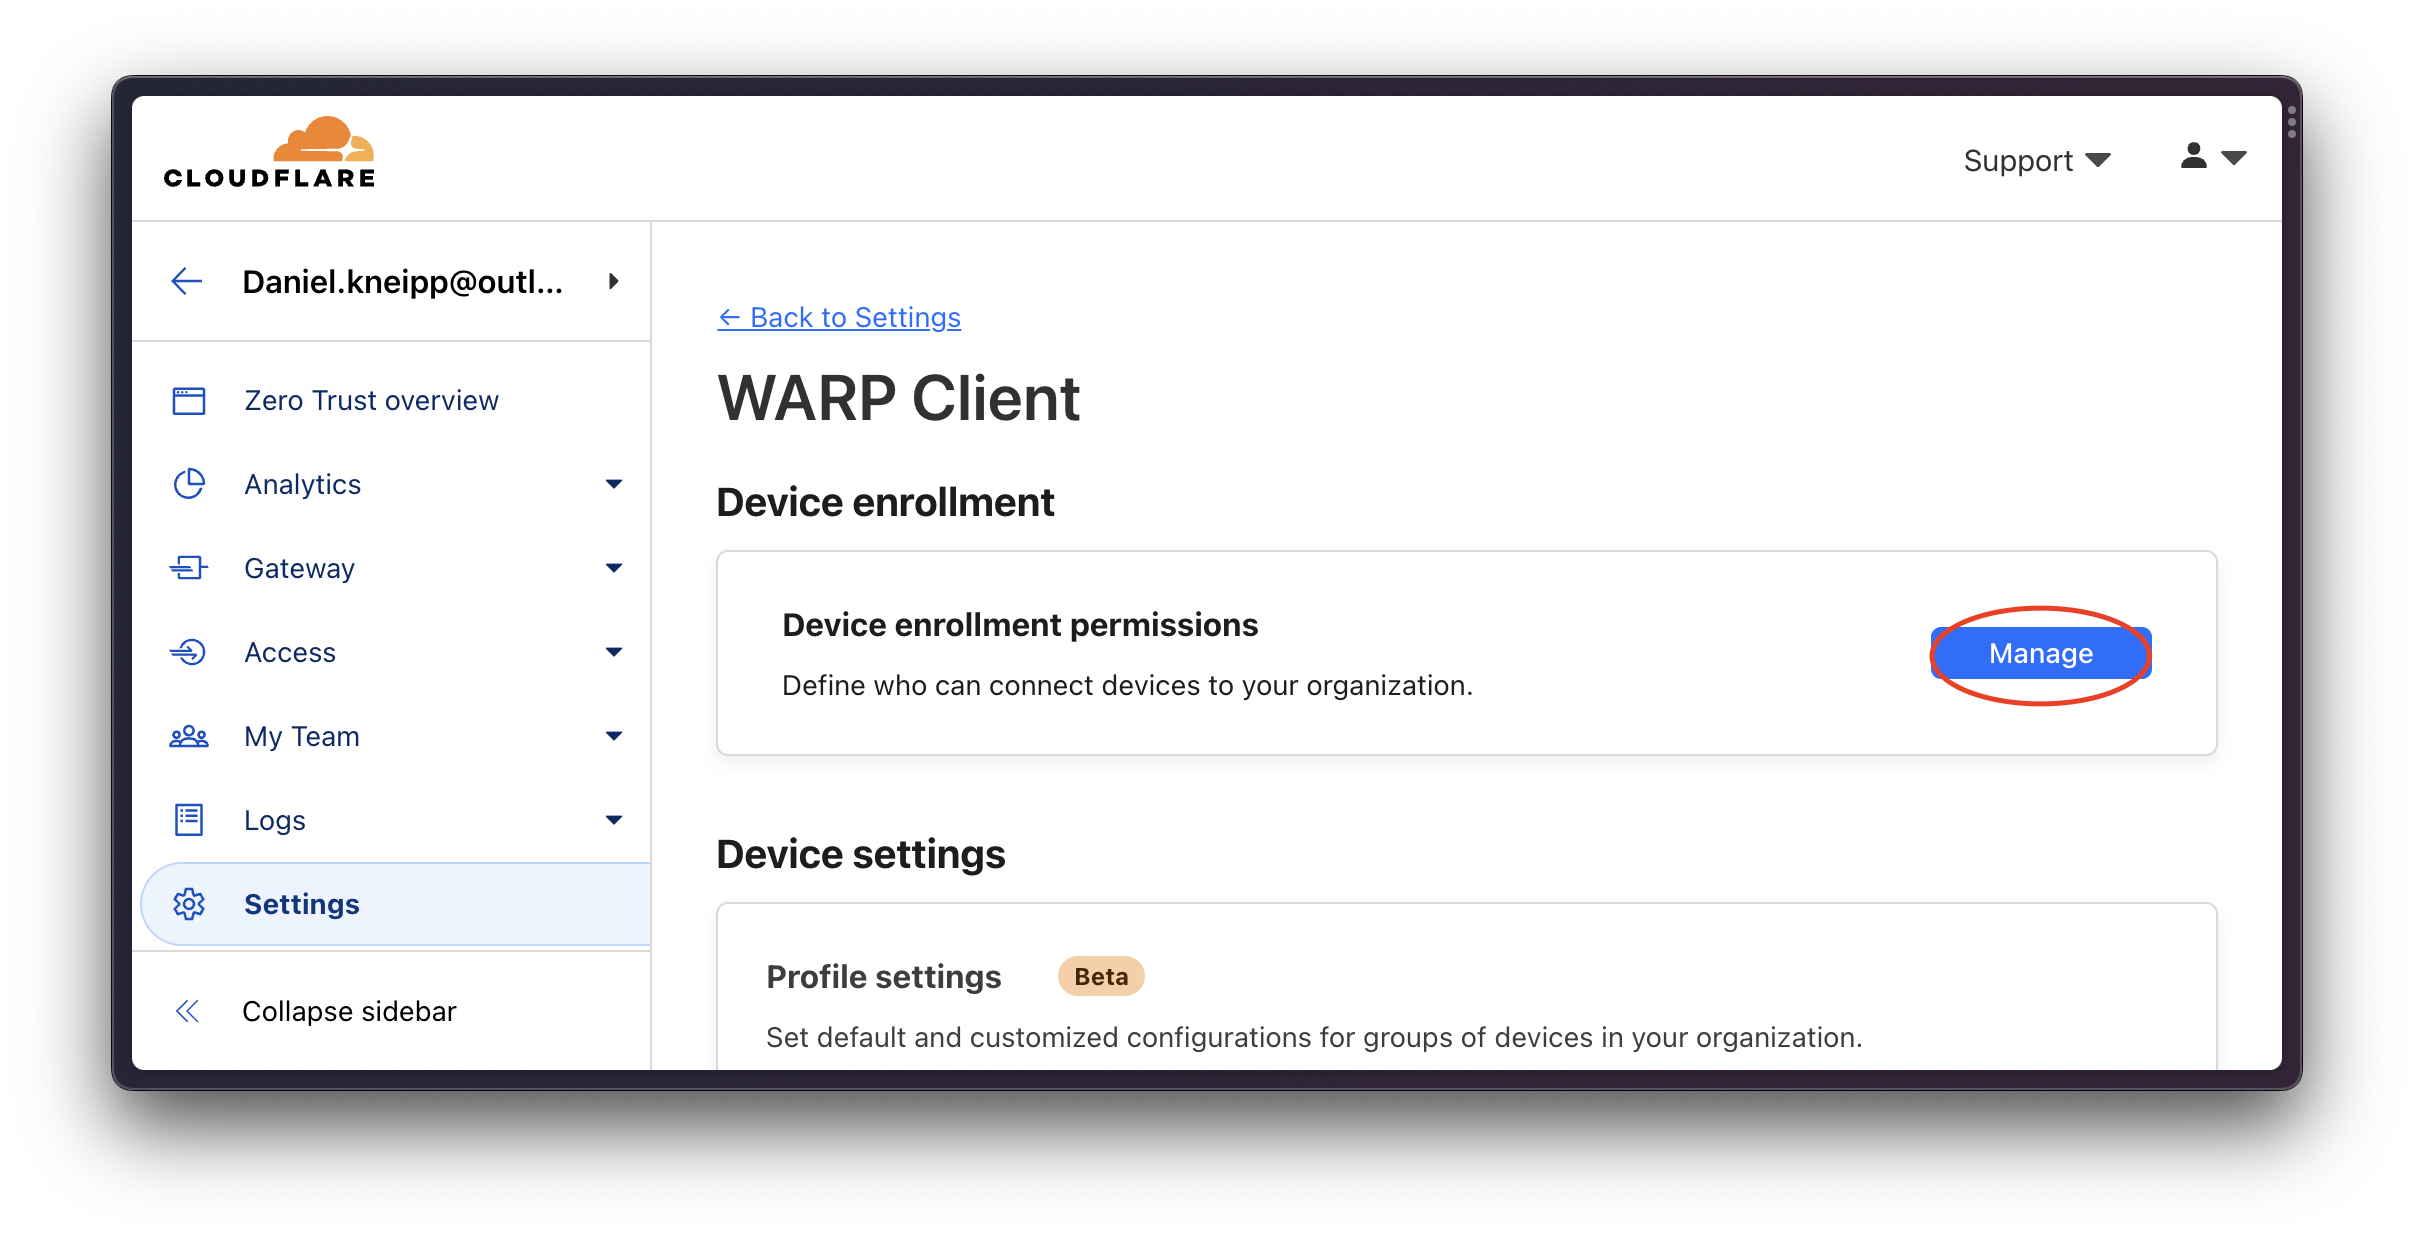 CLOUDFLARE
Support
Daniel.kneipp@outl...
Zero Trust overview
Analytics
Gateway
Access
My Team
Logs
Settings
Collapse sidebar
← Back to Settings
WARP Client
Device enrollment
Device enrollment permissions
Define who can connect devices to your organization.
Manage
Device settings
Profile settings Beta
Set default and customized configurations for groups of devices in your organization.